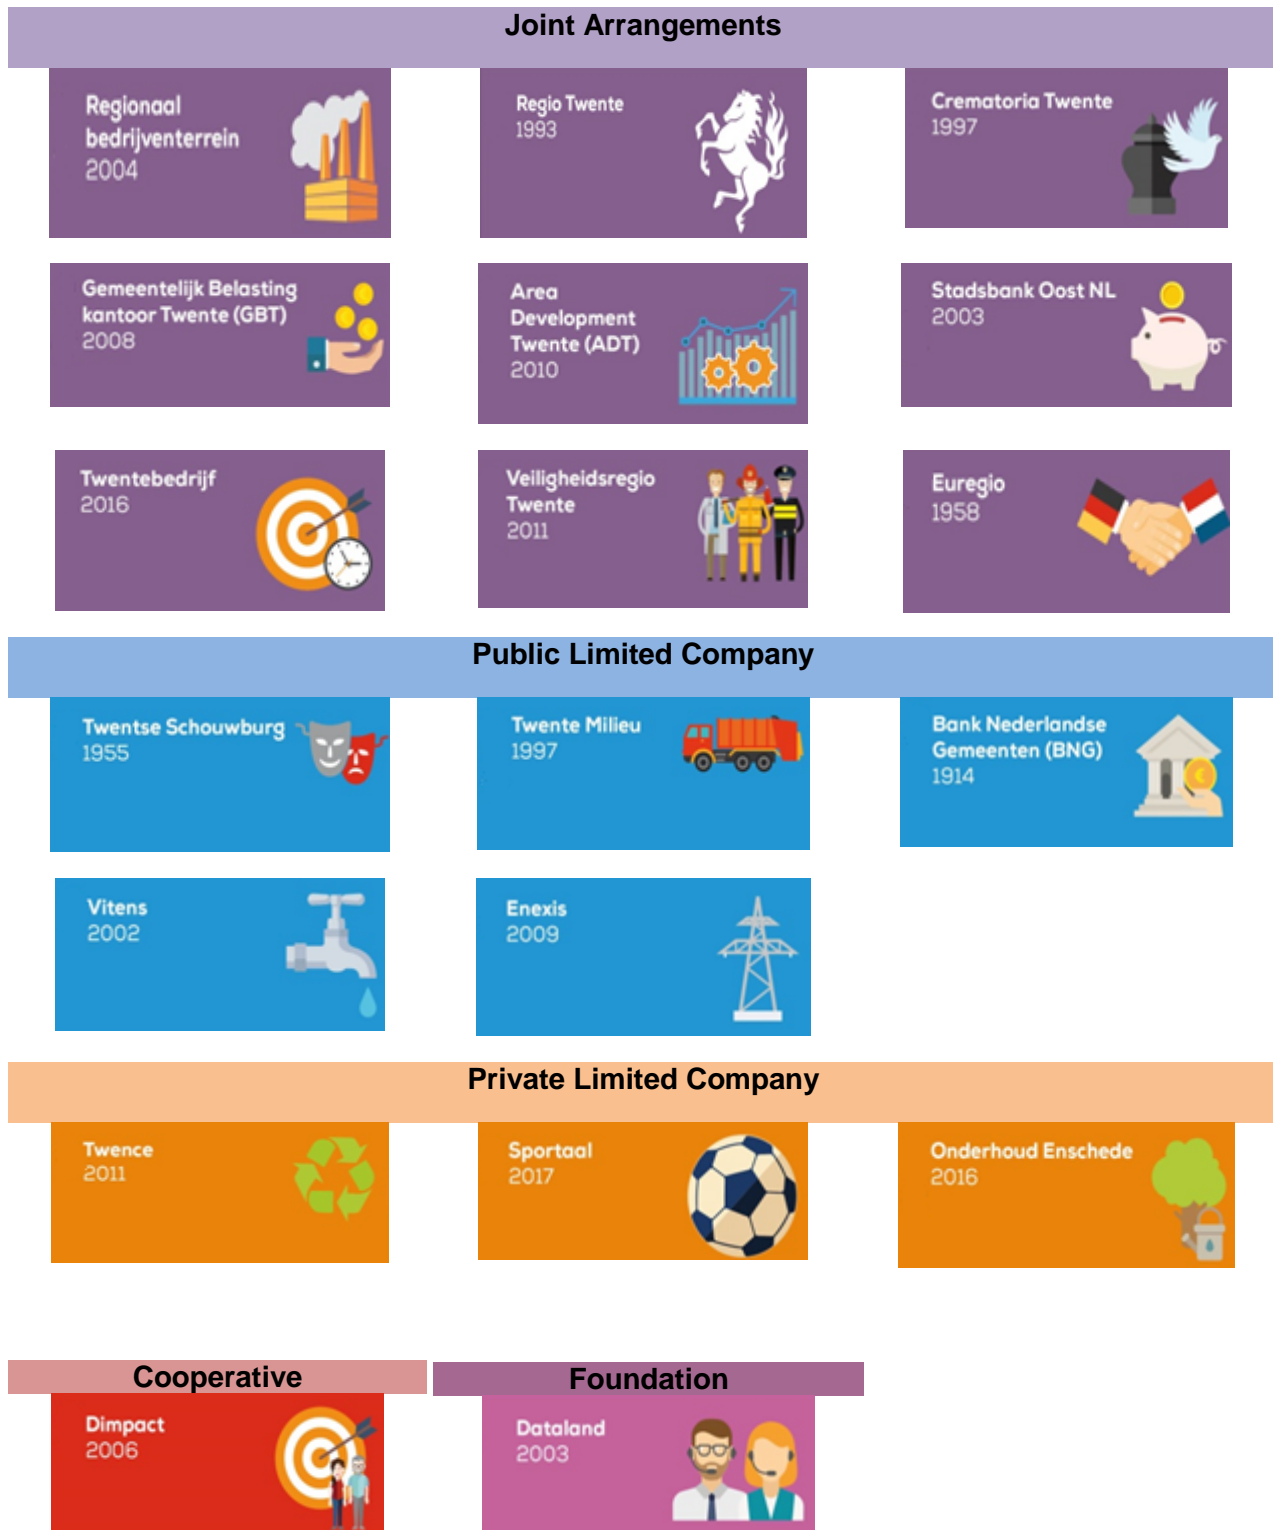 Joint Arrangements
Regionaal
bedrijventerrein
2004
Regio Twente
1993
Crematoria Twente
1997
Gemeentelijk Belasting
kantoor Twente (GBT)
2008
Area
Development
Twente (ADT)
2010
Stadsbank Oost NL
2003
Twentebedrijf
2016
Veiligheidsregio
Twente
2011
Euregio
1958
Public Limited Company
Twentse Schouwburg
1955
Twente Milieu
1997
Bank Nederlandse
Gemeenten (BNG)
1914
Vitens
2002
Enexis
2009
Private Limited Company
Twence
2011
Sportaal
2017
Onderhoud Enschede
2016
Cooperative
Dimpact
2006
Foundation
Dataland
2003